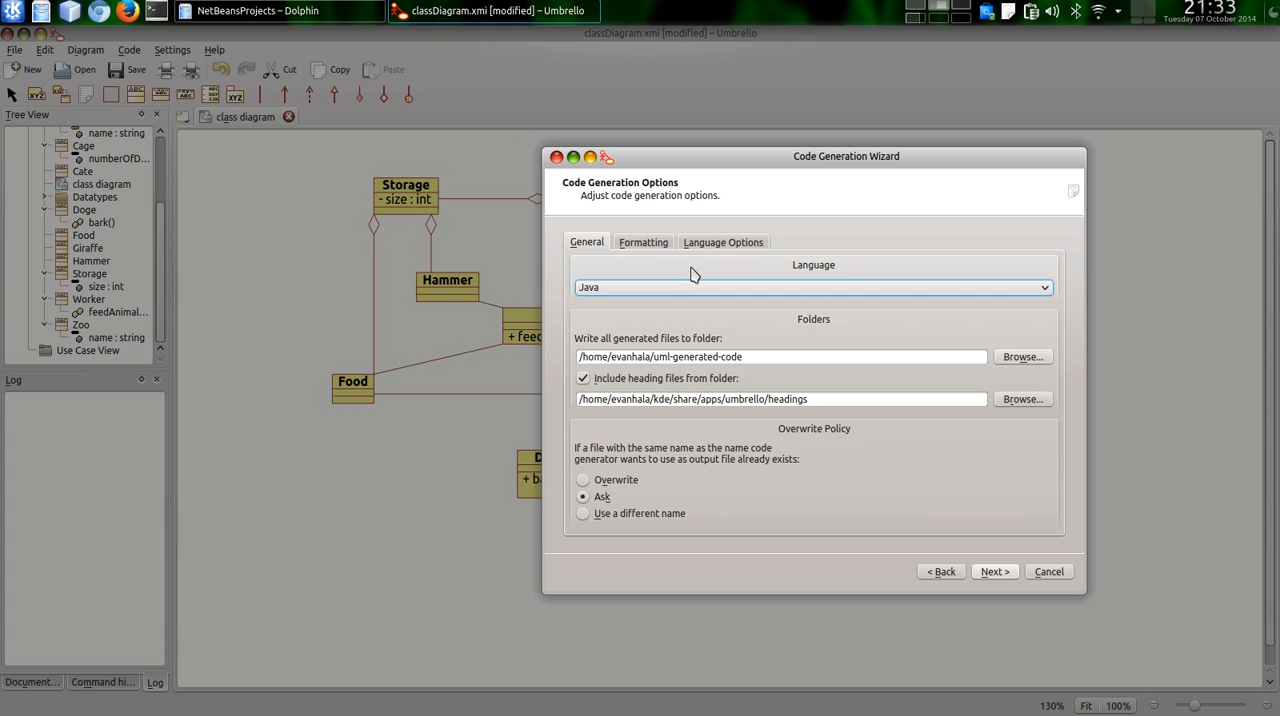 NetBeansProjects – Dolphin
classDiagram.xmi [modified] – Umbrello
21:33
Tuesday 07 October 2014
classDiagram.xmi [modified] – Umbrello
File Edit Diagram Code Settings Help
New Open Save Cut Copy Paste
Tree View
class diagram
name : string
Cage
numberOfD...
Cate
class diagram
Datatypes
Doge
bark()
Food
Giraffe
Hammer
Storage
size : int
Worker
feedAnimal...
Zoo
name : string
Use Case View
Log
Document... Command hi... Log
Storage
- size : int
Hammer
+ feed
Food
D
+ ba
Code Generation Wizard
Code Generation Options
Adjust code generation options.
General Formatting Language Options
Language
Java
Folders
Write all generated files to folder:
/home/evanhala/uml-generated-code Browse...
Include heading files from folder:
/home/evanhala/kde/share/apps/umbrello/headings Browse...
Overwrite Policy
If a file with the same name as the name code
generator wants to use as output file already exists:
Overwrite
Ask
Use a different name
< Back Next > Cancel
130% Fit 100%